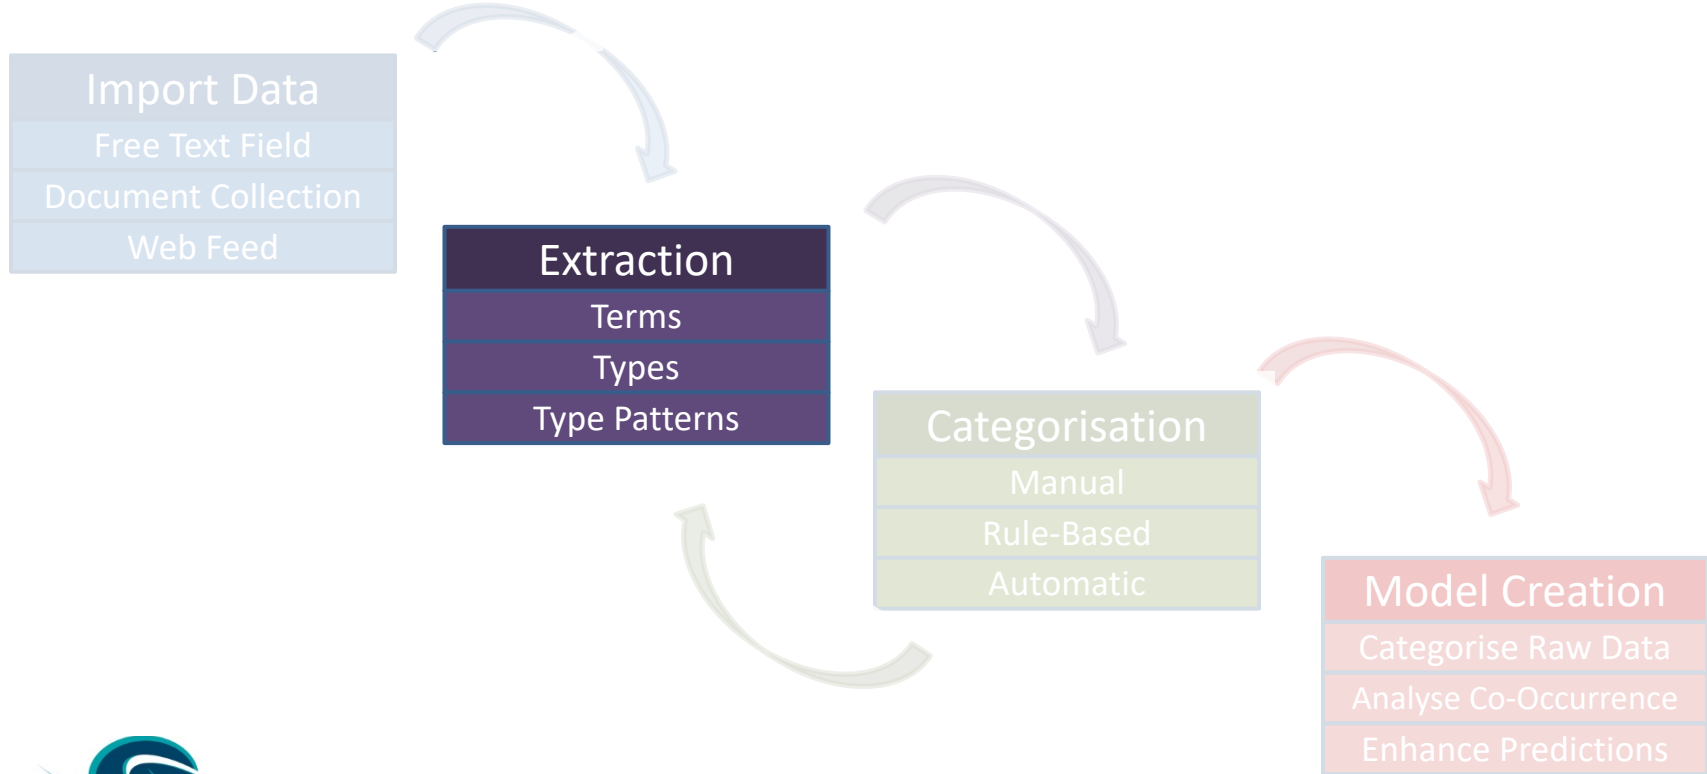 Import Data
Free Text Field
Document Collection
Web Feed
Extraction
Terms
Types
Type Patterns
Categorisation
Manual
Rule-Based
Automatic
Model Creation
Categorise Raw Data
Analyse Co-Occurrence
Enhance Predictions